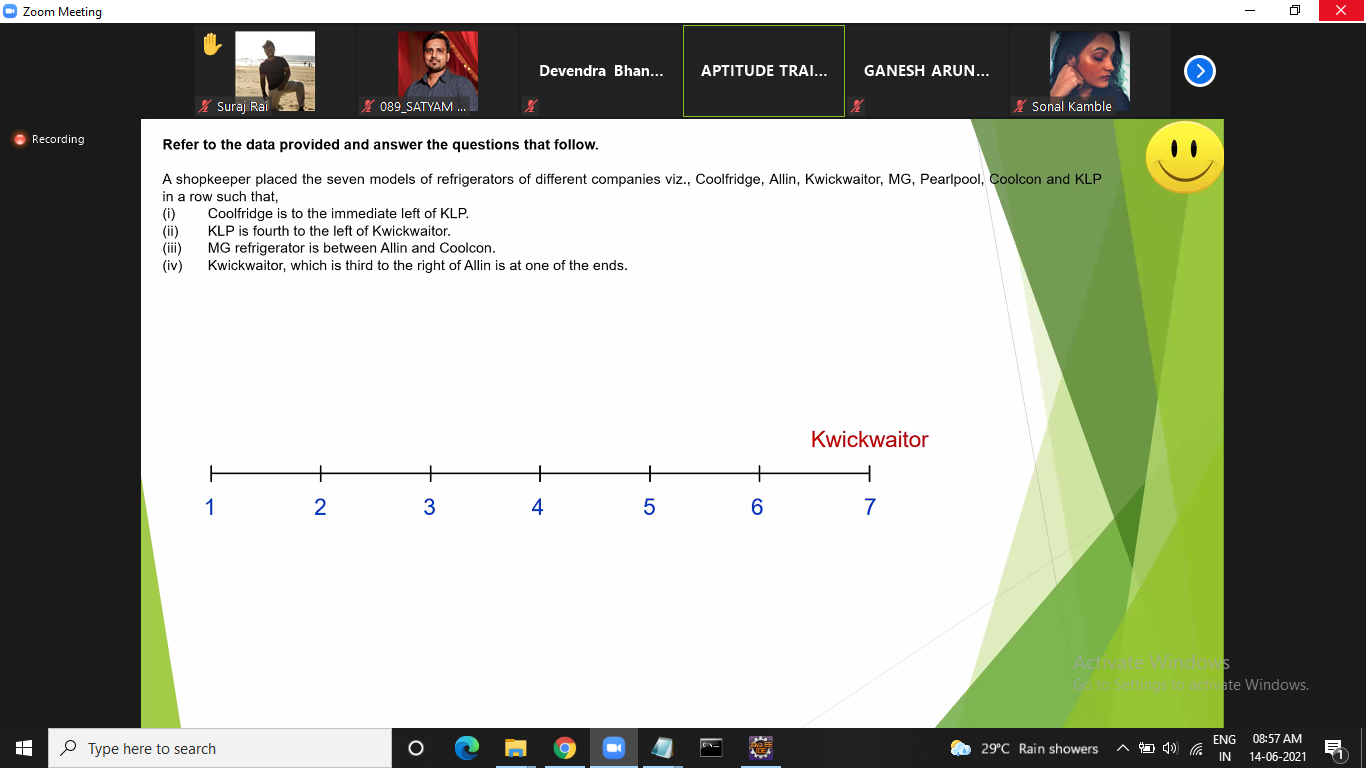 Zoom Meeting
Suraj Rai
089_SATYAM ...
Devendra Bhan...
APTITUDE TRAI...
GANESH ARUN...
Sonal Kamble
Recording
Refer to the data provided and answer the questions that follow.
A shopkeeper placed the seven models of refrigerators of different companies viz., Coolfridge, Allin, Kwickwaitor, MG, Pearlpool, Coolcon and KLP
in a row such that,
(i) Coolfridge is to the immediate left of KLP.
(ii) KLP is fourth to the left of Kwickwaitor.
(iii) MG refrigerator is between Allin and Coolcon.
(iv) Kwickwaitor, which is third to the right of Allin is at one of the ends.
Kwickwaitor
1 2 3 4 5 6 7
Activate Windows
Go to Settings to activate Windows.
Type here to search
29°C Rain showers
ENG
IN
08:57 AM
14-06-2021
1